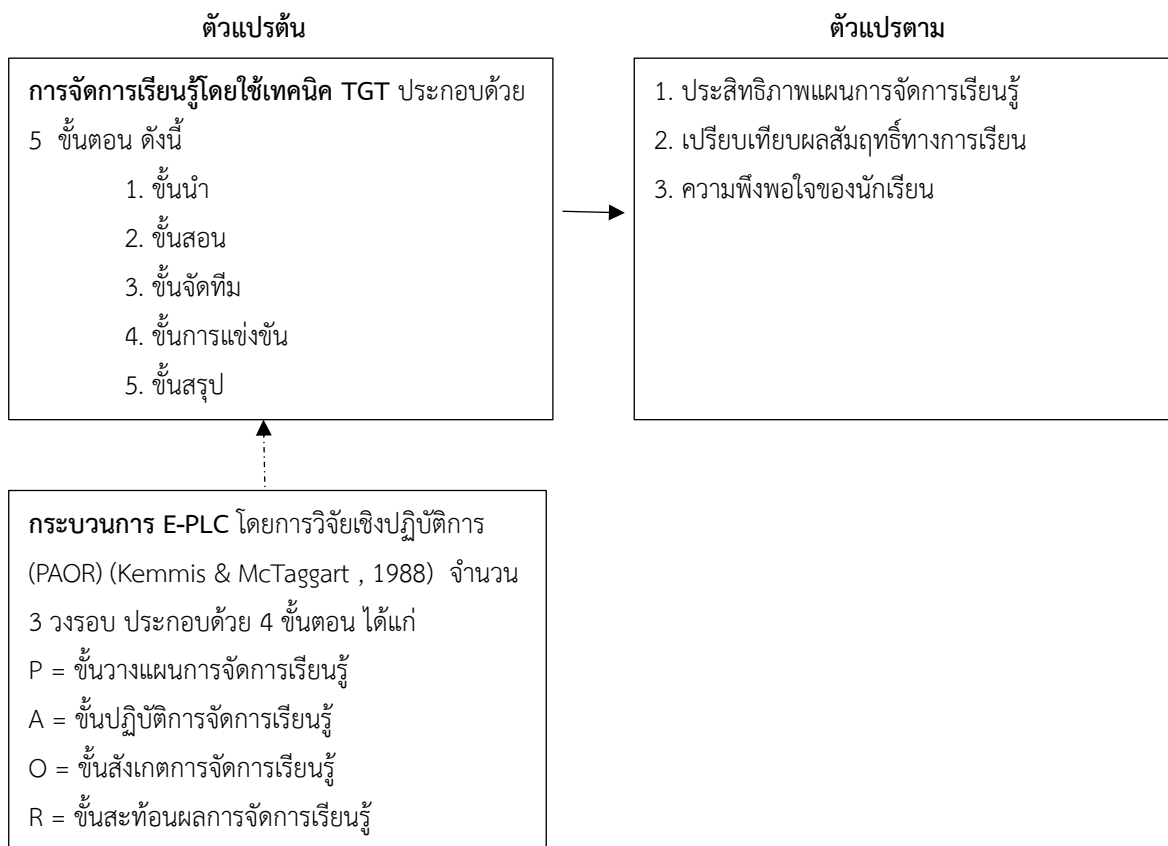 ตัวแปรต้น
การจัดการเรียนรู้โดยใช้เทคนิค TGT ประกอบด้วย
5 ขั้นตอน ดังนี้
1. ขั้นนำ
2. ขั้นสอน
3. ขั้นจัดทีม
4. ขั้นการแข่งขัน
5. ขั้นสรุป
ตัวแปรตาม
1. ประสิทธิภาพแผนการจัดการเรียนรู้
2. เปรียบเทียบผลสัมฤทธิ์ทางการเรียน
3. ความพึงพอใจของนักเรียน
กระบวนการ E-PLC โดยการวิจัยเชิงปฏิบัติการ
(PAOR) (Kemmis & McTaggart , 1988) จำนวน
3 วงรอบ ประกอบด้วย 4 ขั้นตอน ได้แก่
P = ขั้นวางแผนการจัดการเรียนรู้
A = ขั้นปฏิบัติการจัดการเรียนรู้
O = ขั้นสังเกตการจัดการเรียนรู้
R = ขั้นสะท้อนผลการจัดการเรียนรู้